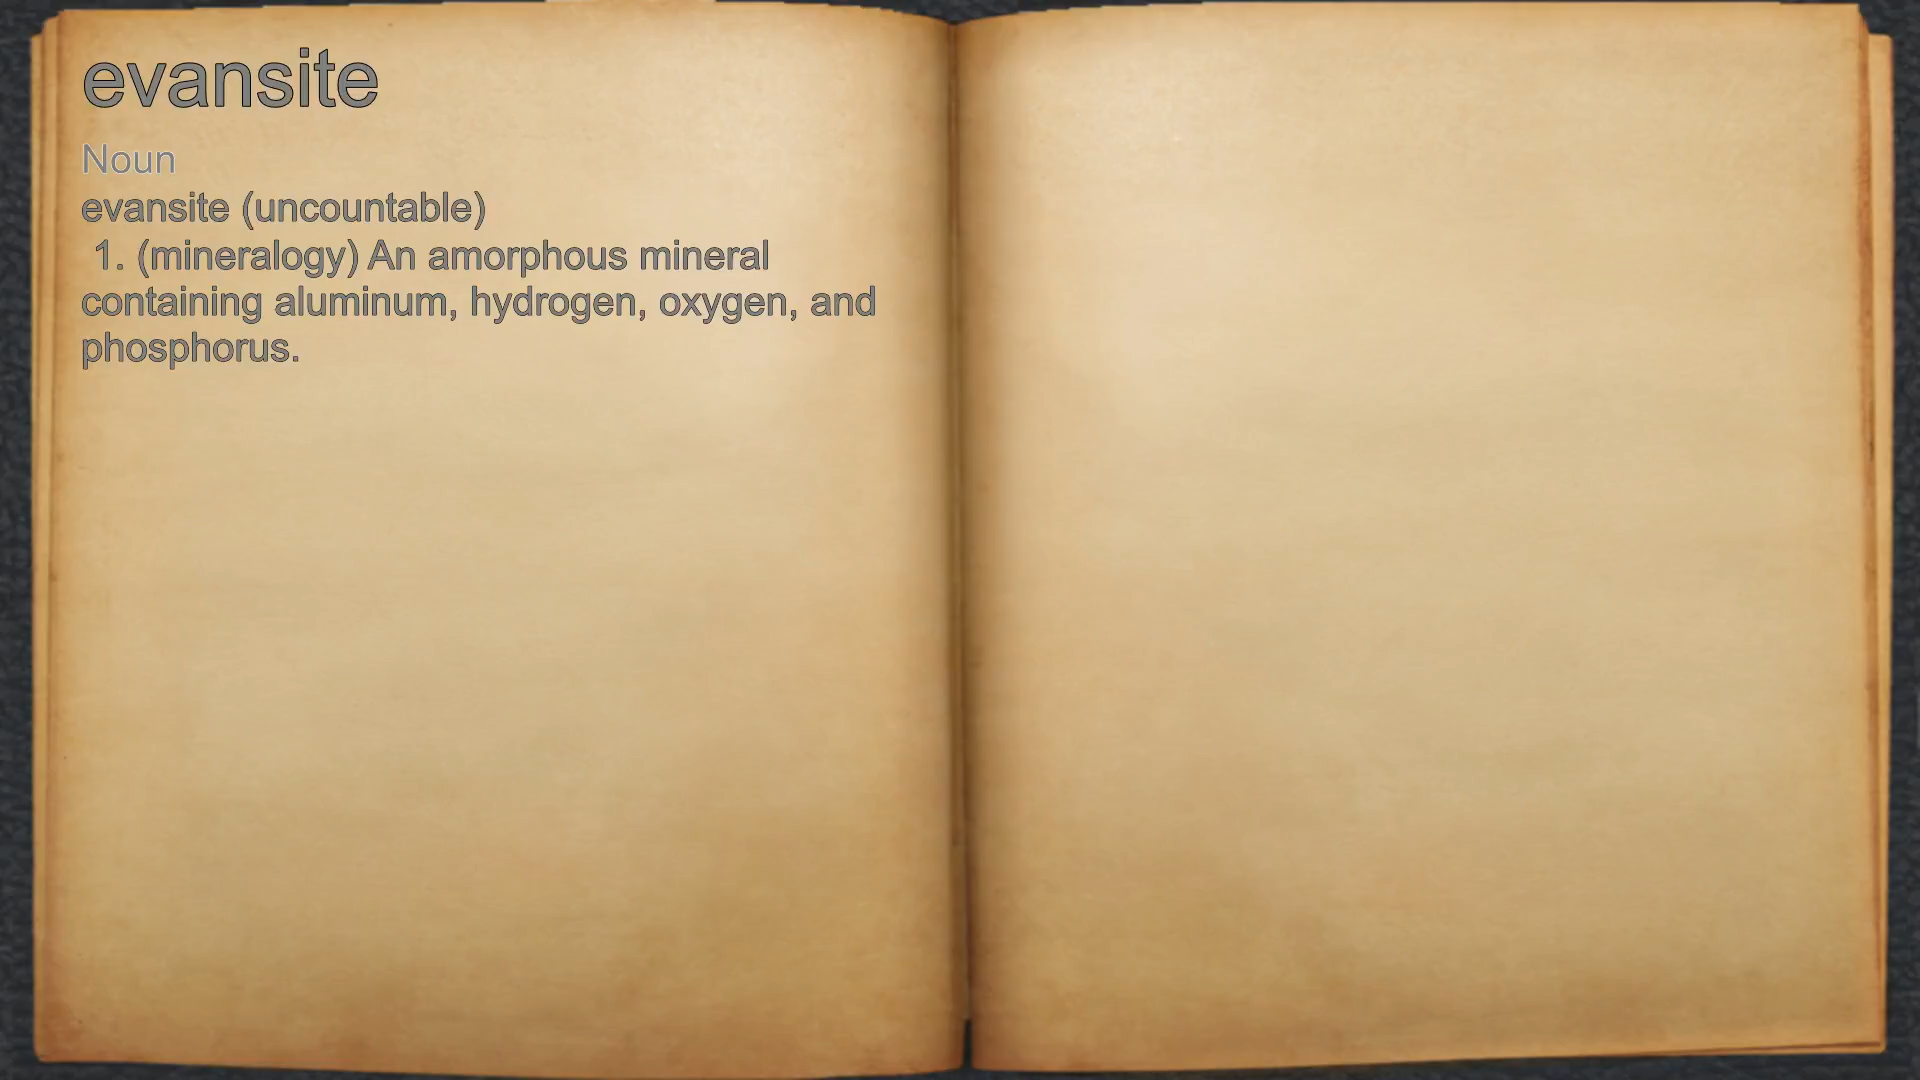 evansite
Noun
evansite (uncountable)
1. (mineralogy) An amorphous mineral
containing aluminum, hydrogen, oxygen, and
phosphorus.